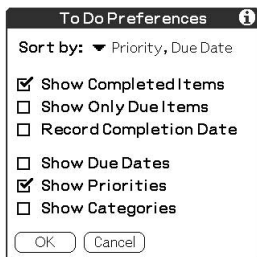 To Do Preferences
Sort by: Priority, Due Date
Show Completed Items
Show Only Due Items
Record Completion Date
Show Due Dates
Show Priorities
Show Categories
OK Cancel